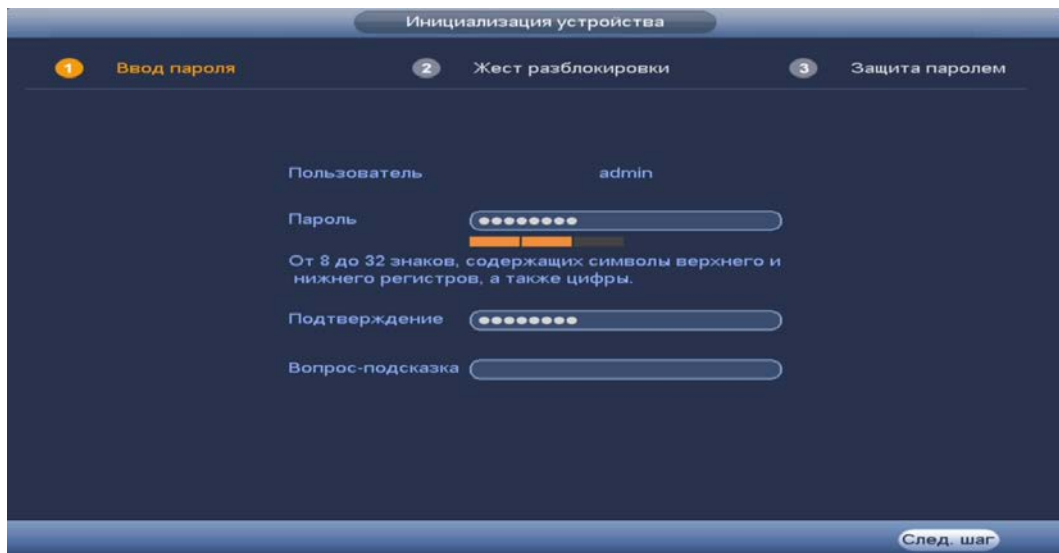 Инициализация устройства
1 Ввод пароля 2 Жест разблокировки 3 Защита паролем
Пользователь admin
Пароль ●●●●●●●●
От 8 до 32 знаков, содержащих символы верхнего и
нижнего регистров, а также цифры.
Подтверждение ●●●●●●●●
Вопрос-подсказка
След. шаг